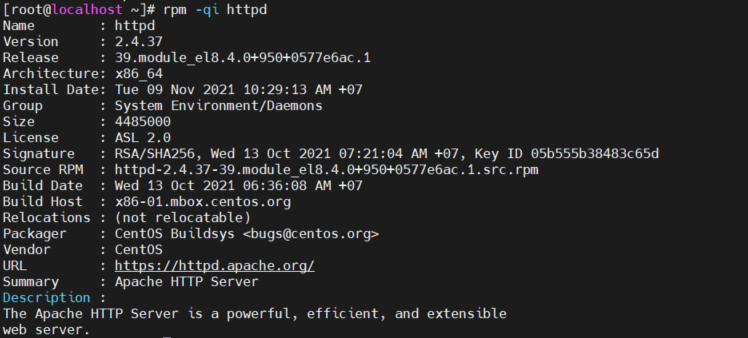 [root@localhost ~]# rpm -qi httpd
Name        : httpd
Version     : 2.4.37
Release     : 39.module_el8.4.0+950+0577e6ac.1
Architecture: x86_64
Install Date: Tue 09 Nov 2021 10:29:13 AM +07
Group       : System Environment/Daemons
Size        : 4485000
License     : ASL 2.0
Signature   : RSA/SHA256, Wed 13 Oct 2021 07:21:04 AM +07, Key ID 05b555b38483c65d
Source RPM  : httpd-2.4.37-39.module_el8.4.0+950+0577e6ac.1.src.rpm
Build Date  : Wed 13 Oct 2021 06:36:08 AM +07
Build Host  : x86-01.mbox.centos.org
Relocations : (not relocatable)
Packager    : CentOS Buildsys <bugs@centos.org>
Vendor      : CentOS
URL         : https://httpd.apache.org/
Summary     : Apache HTTP Server
Description :
The Apache HTTP Server is a powerful, efficient, and extensible
web server.